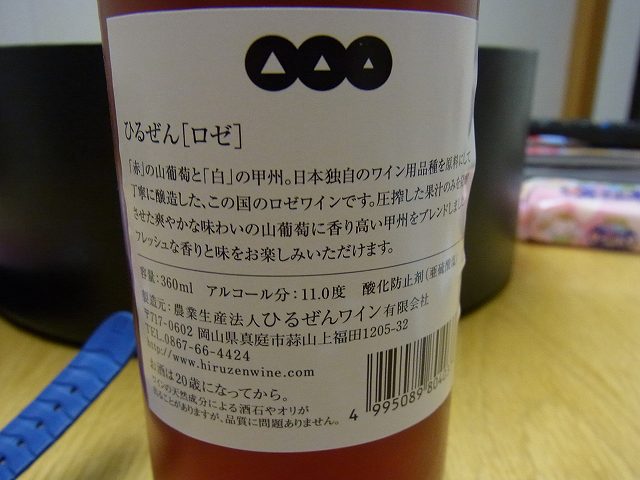 ひるぜん[ロゼ]
「赤」の山葡萄と「白」の甲州。日本独自のワイン用品種を原料にして
丁寧に醸造した、この国のロゼワインです。圧搾した果汁のみを
させた爽やかな味わいの山葡萄に香り高い甲州をブレンドしました。
フレッシュな香りと味をお楽しみいただけます。
容量:360ml アルコール分:11.0度 酸化防止剤(亜硫酸塩)
製造元:農業生産法人ひるぜんワイン有限会社
〒717-0602 岡山県真庭市蒜山上福田1205-32
TEL.0867-66-4424
http://www.hiruzenwine.com
お酒は20歳になってから。
ワインの天然成分による酒石やオリが
出ることがありますが、品質に問題ありません。
4 995089 804